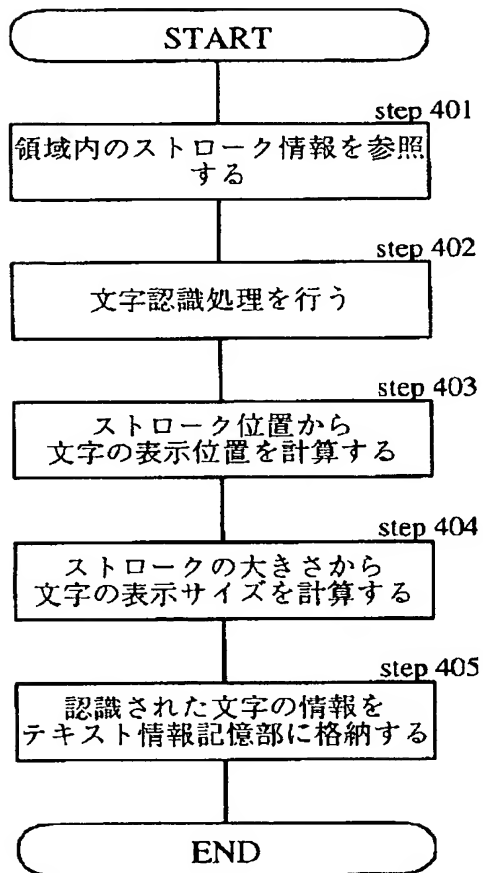 START
step 401
領域内のストローク情報を参照
する
step 402
文字認識処理を行う
step 403
ストローク位置から
文字の表示位置を計算する
step 404
ストロークの大きさから
文字の表示サイズを計算する
step 405
認識された文字の情報を
テキスト情報記憶部に格納する
END